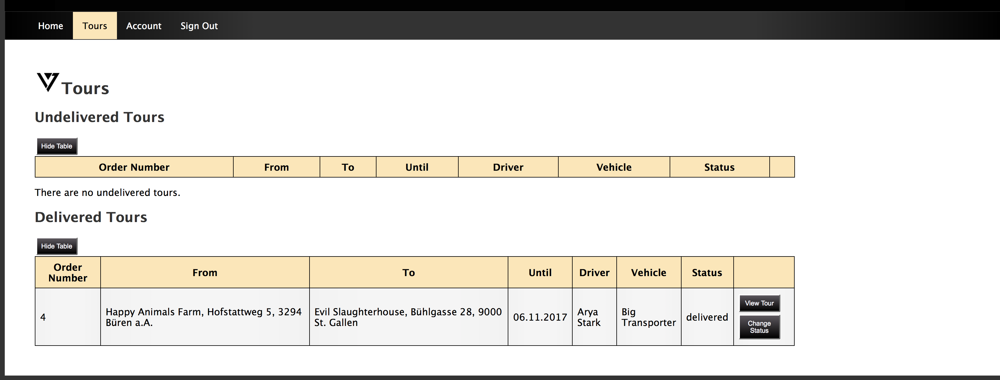 Home Tours Account Sign Out
Tours
Undelivered Tours
Hide Table
Order Number From To Until Driver Vehicle Status
There are no undelivered tours.
Delivered Tours
Hide Table
Order
Number
From To Until Driver Vehicle Status
4
Happy Animals Farm, Hofstattweg 5, 3294
Büren a.A.
Evil Slaughterhouse, Bühlgasse 28, 9000
St. Gallen
06.11.2017
Arya
Stark
Big
Transporter
delivered
View Tour
Change
Status